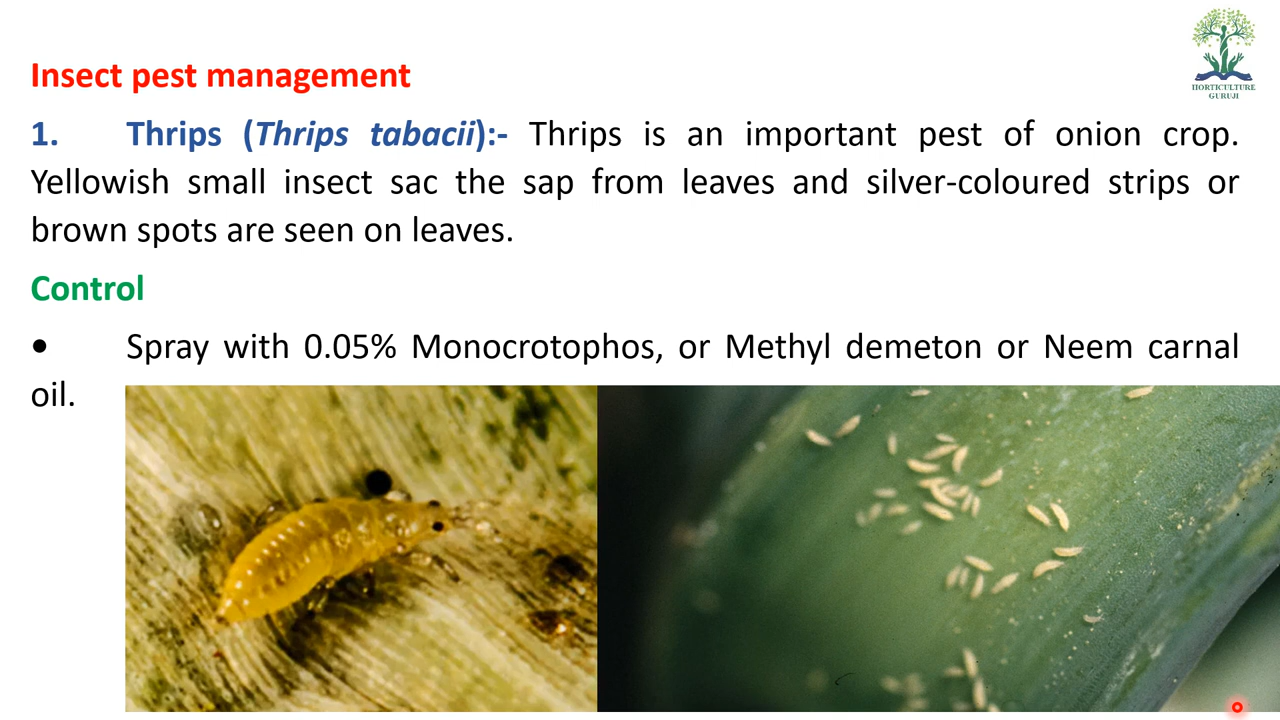 HORTICULTURE
GURUJI
Insect pest management
1. Thrips (Thrips tabacii):- Thrips is an important pest of onion crop.
Yellowish small insect sac the sap from leaves and silver-coloured strips or
brown spots are seen on leaves.
Control
• Spray with 0.05% Monocrotophos, or Methyl demeton or Neem carnal
oil.